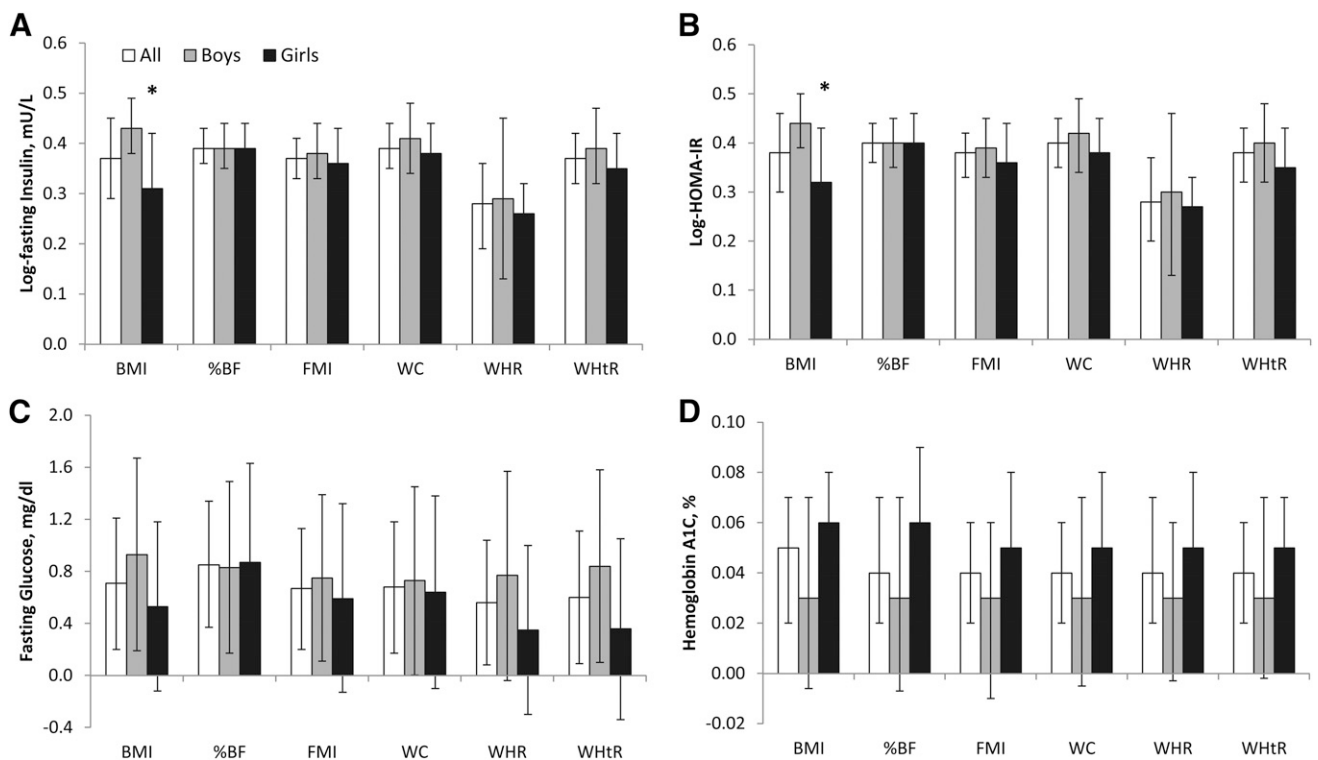 A
Log-fasting Insulin, mU/L
0.6
0.5
0.4
0.3
0.2
0.1
0.0
All Boys Girls
*
BMI %BF FMI WC WHR WHtR
B
Log-HOMA-IR
0.6
0.5
0.4
0.3
0.2
0.1
0.0
*
BMI %BF FMI WC WHR WHtR
C
Fasting Glucose, mg/dl
2.0
1.6
1.2
0.8
0.4
0.0
-0.4
BMI %BF FMI WC WHR WHtR
D
Hemoglobin A1C, %
0.10
0.08
0.06
0.04
0.02
0.00
-0.02
BMI %BF FMI WC WHR WHtR